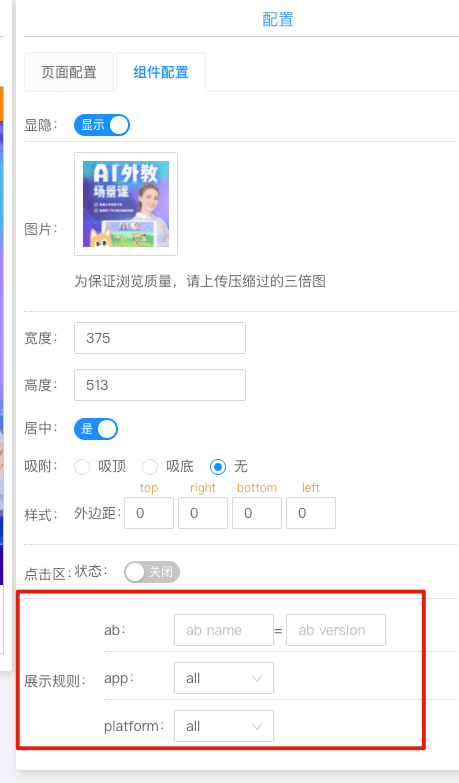 配置
页面配置
组件配置
显隐: 显示
AI外教
场景课
图片:
为保证浏览质量，请上传压缩过的三倍图
宽度: 375
高度: 513
居中: 是
吸附: 吸顶 吸底 无
top right bottom left
样式: 外边距: 0 0 0 0
点击区: 状态: 关闭
ab: ab name = ab version
展示规则: app: all
platform: all